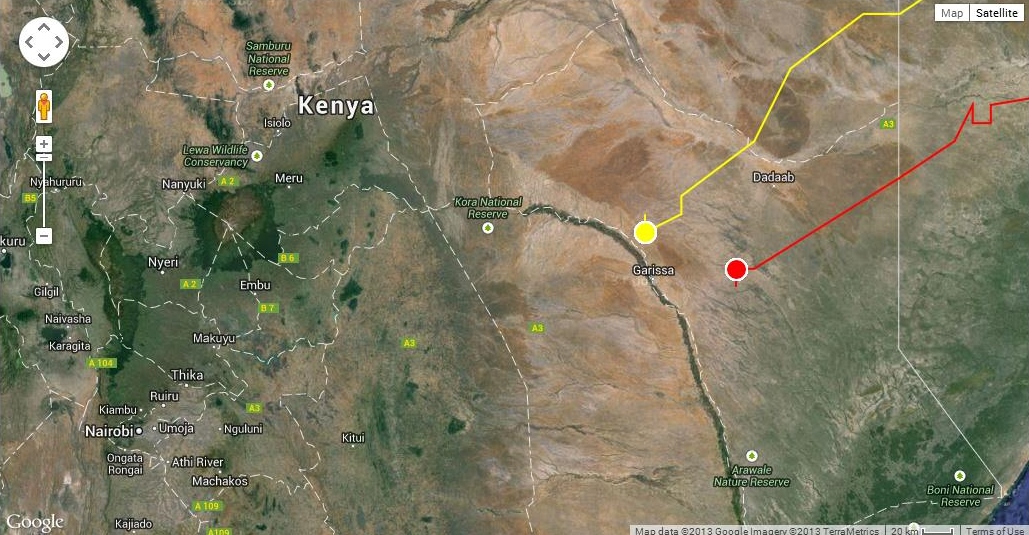 Map Satellite
Samburu
National
Reserve
Kenya
Isiolo
A3
Lewa Wildlife
Conservancy
Nyahururu
Nanyuki
A 2
Meru
Dadaab
B5
Kora National
Reserve
kuru
Nyeri
B 6
Garissa
Gilgil
A 2
Embu
B 7
Naivasha
Karagita
Makuyu
A3
A3
A 104
Thika
Ruiru
Kiambu
A3
Nairobi
Umoja
Nguluni
Kitui
Ongata
Rongai
Athi River
Machakos
Arawale
Nature Reserve
Boni National
Reserve
A 109
Google
Kajiado
A109
Map data ©2013 Google Imagery ©2013 TerraMetrics
20 km
Terms of Use